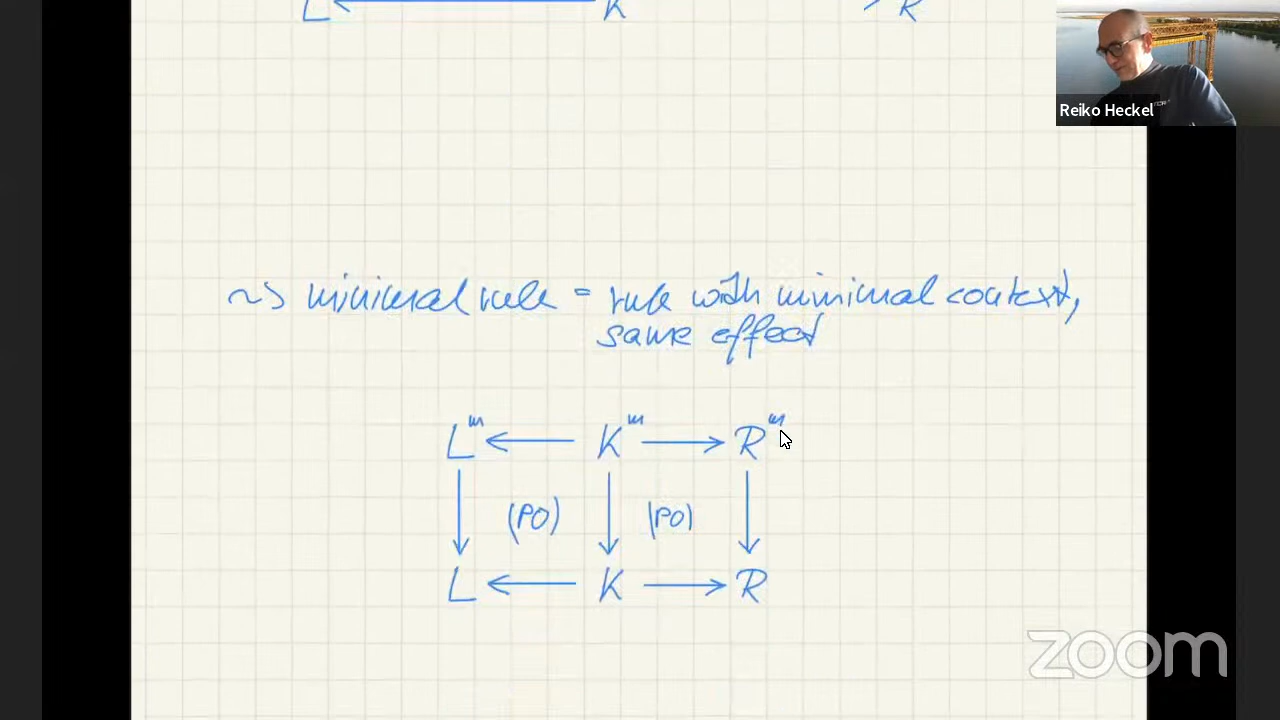 L ← K → R
Reiko Heckel
~> minimal rule = rule with minimal context,
same effect
Lᵐ ← Kᵐ → Rᵐ
(PO) (PO)
L ← K → R
zoom